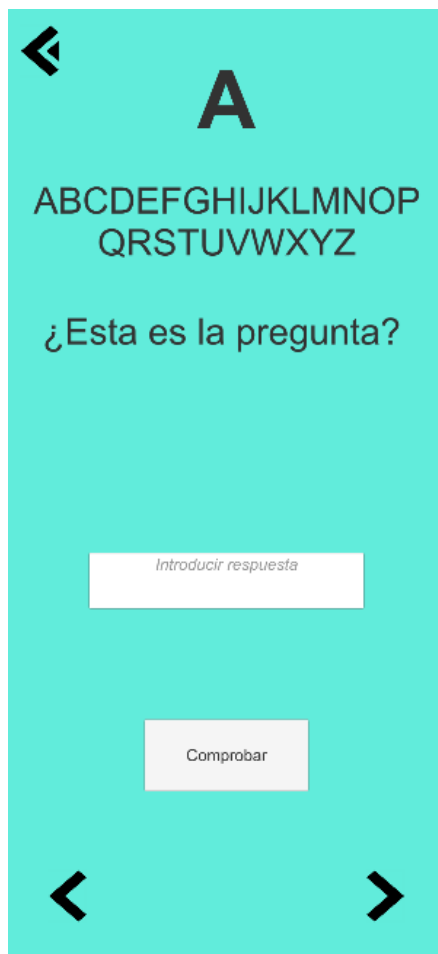 A
ABCDEFGHIJKLMNOP
QRSTUVWXYZ
¿Esta es la pregunta?
Introducir respuesta
Comprobar